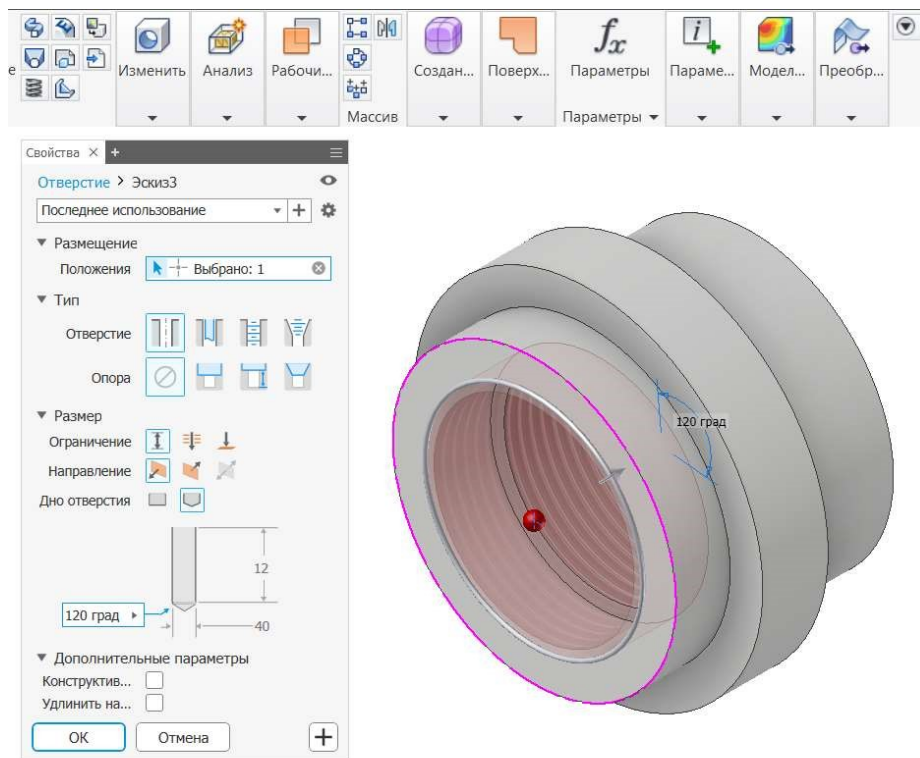 е
Изменить
Анализ
Рабочи...
Массив
Создан...
Поверх...
fx
Параметры
Параметры
Параме...
Модел...
Преобр...
Свойства × +
Отверстие > Эскиз3
Последнее использование
Размещение
Положения Выбрано: 1
Тип
Отверстие
Опора
Размер
Ограничение
Направление
Дно отверстия
12
120 град
40
Дополнительные параметры
Конструктив...
Удлинить на...
ОК Отмена +
120 град